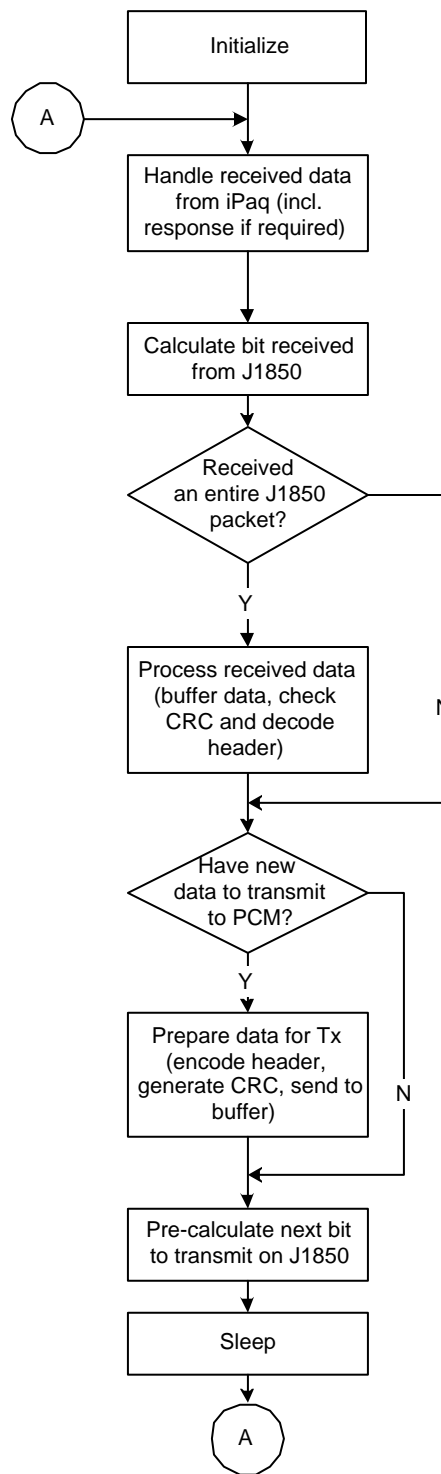 Initialize
A
Handle received data
from iPaq (incl.
response if required)
Calculate bit received
from J1850
Received
an entire J1850
packet?
Y
Process received data
(buffer data, check
CRC and decode
header)
N
Have new
data to transmit
to PCM?
Y
Prepare data for Tx
(encode header,
generate CRC, send to
buffer)
N
Pre-calculate next bit
to transmit on J1850
Sleep
A